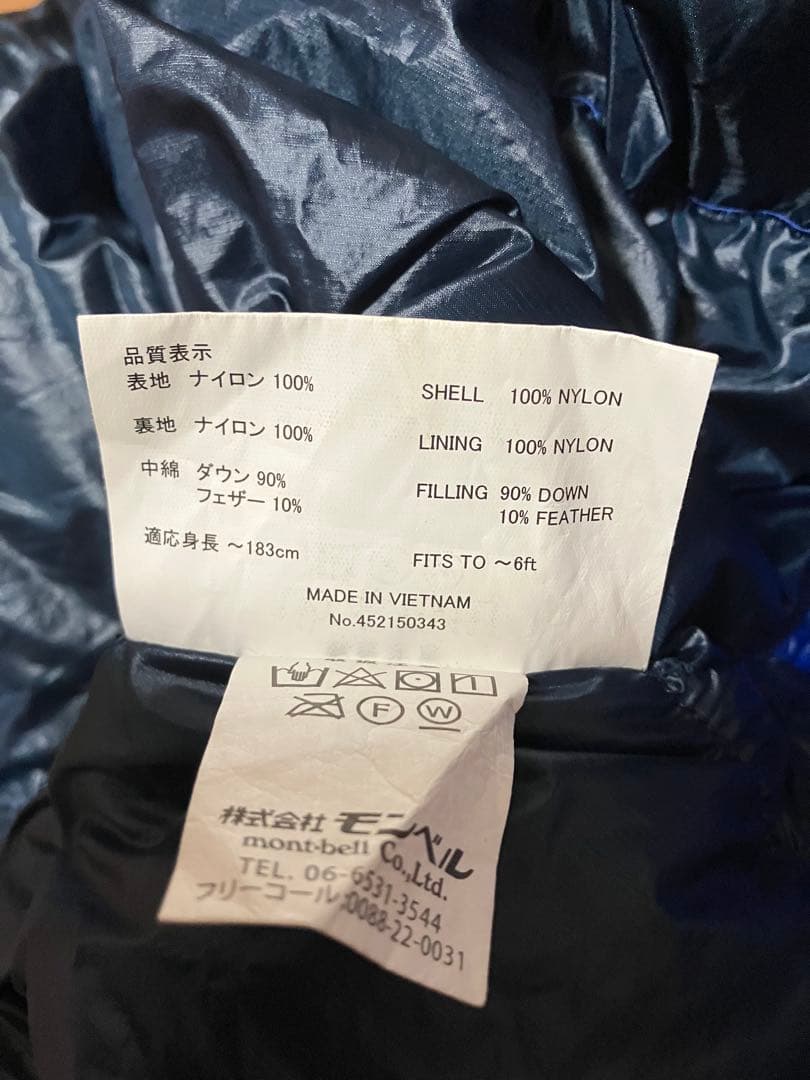 品質表示
表地 ナイロン 100%
裏地 ナイロン 100%
中綿 ダウン 90%
フェザー 10%
適応身長 ～183cm
SHELL 100% NYLON
LINING 100% NYLON
FILLING 90% DOWN
10% FEATHER
FITS TO ～6ft
MADE IN VIETNAM
No.452150343
F W
株式会社 モンベル
mont-bell Co.,Ltd.
TEL. 06-6531-3544
フリーコール:0088-22-0031